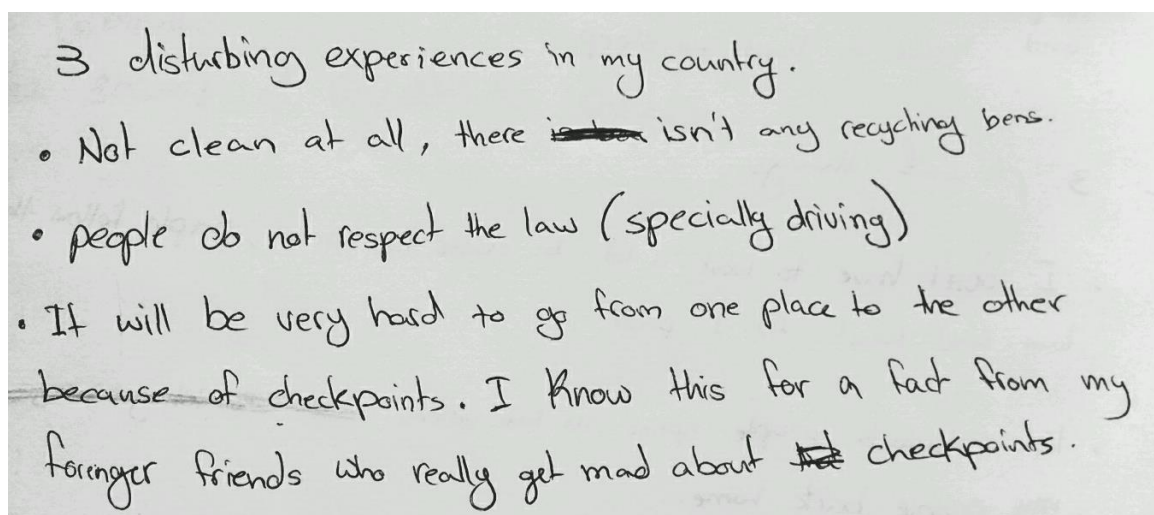 3 disturbing experiences in my country.
• Not clean at all, there isn't any recycling bens.
• people do not respect the law (specially driving)
• It will be very hard to go from one place to the other
because of checkpoints. I know this for a fact from my
foreinger friends who really get mad about checkpoints.